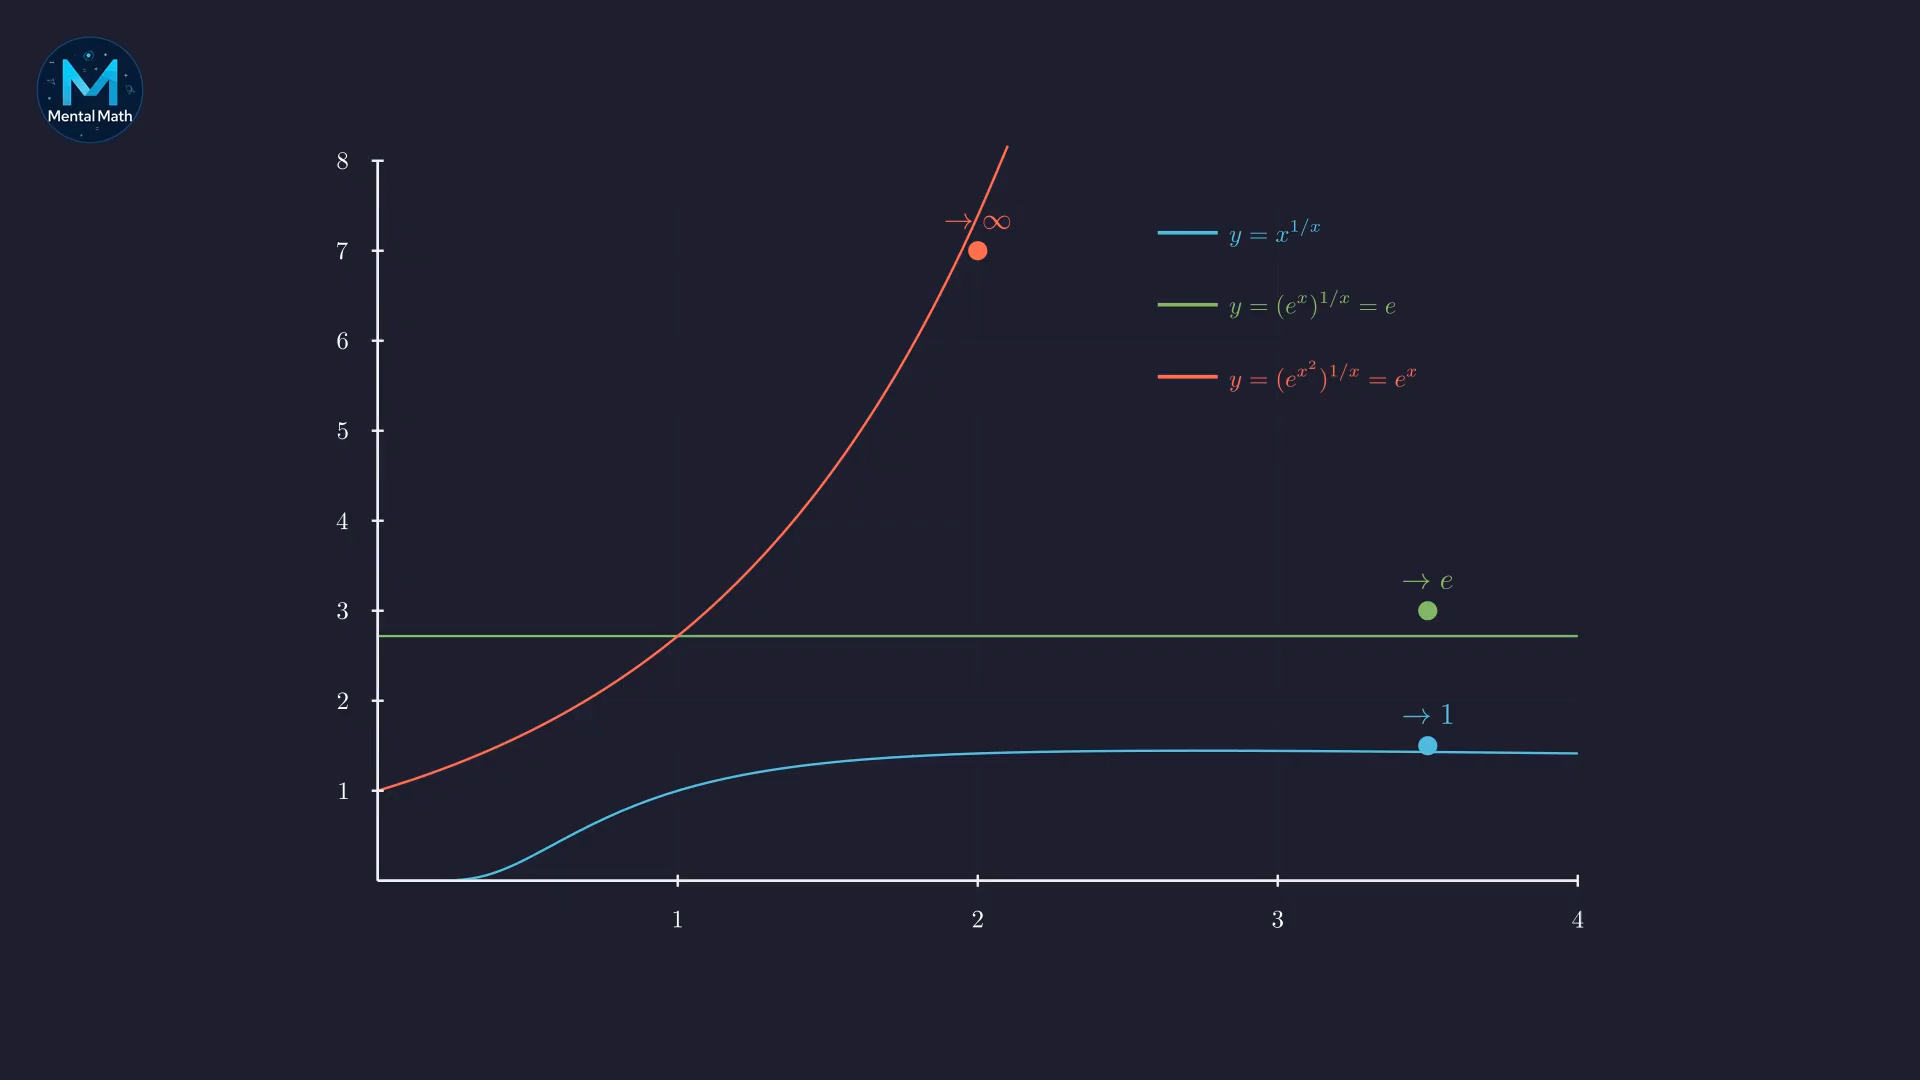 Mental Math
8
→ ∞
7
y = x^{1/x}
y = (e^x)^{1/x} = e
6
y = (e^{x^2})^{1/x} = e^x
5
4
→ e
3
2
→ 1
1
1 2 3 4